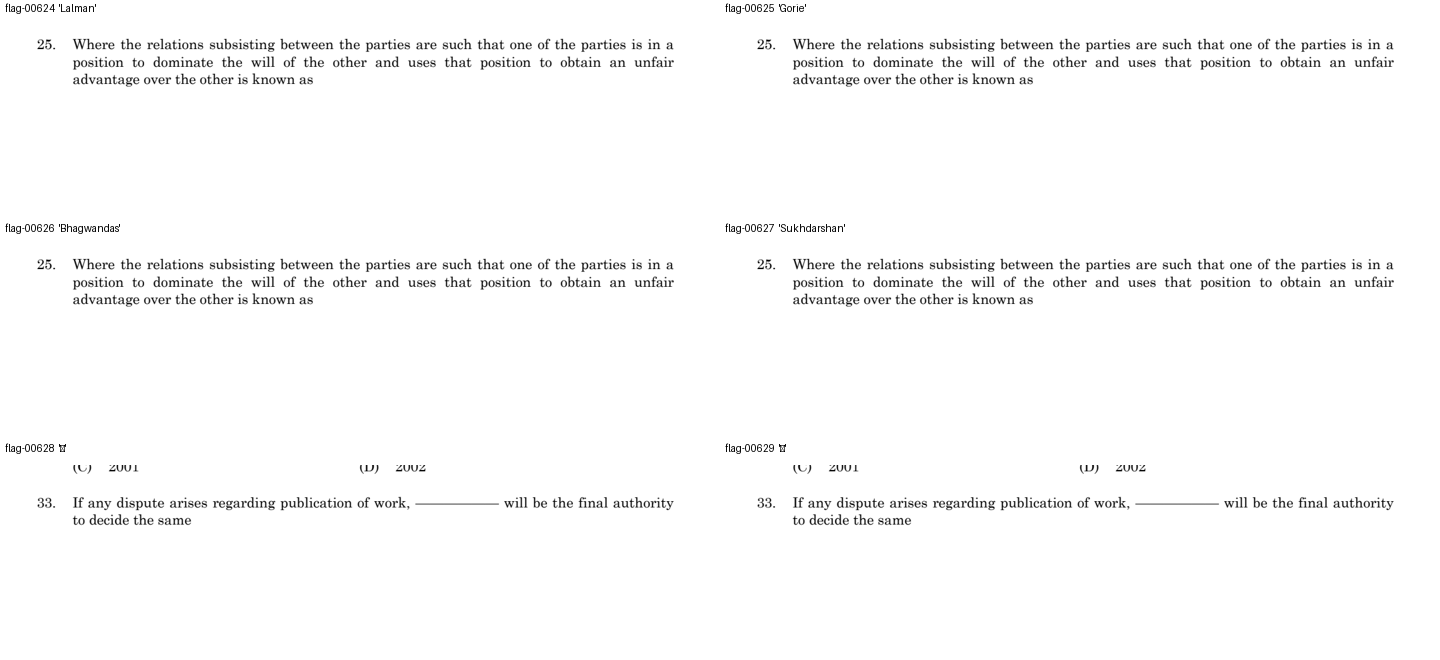 flag-00624 'Lalman'
25. Where the relations subsisting between the parties are such that one of the parties is in a
position to dominate the will of the other and uses that position to obtain an unfair
advantage over the other is known as
flag-00625 'Gorie'
25. Where the relations subsisting between the parties are such that one of the parties is in a
position to dominate the will of the other and uses that position to obtain an unfair
advantage over the other is known as
flag-00626 'Bhagwandas'
25. Where the relations subsisting between the parties are such that one of the parties is in a
position to dominate the will of the other and uses that position to obtain an unfair
advantage over the other is known as
flag-00627 'Sukhdarshan'
25. Where the relations subsisting between the parties are such that one of the parties is in a
position to dominate the will of the other and uses that position to obtain an unfair
advantage over the other is known as
flag-00628
(C) 2001 (D) 2002
33. If any dispute arises regarding publication of work, ———— will be the final authority
to decide the same
flag-00629
(C) 2001 (D) 2002
33. If any dispute arises regarding publication of work, ———— will be the final authority
to decide the same